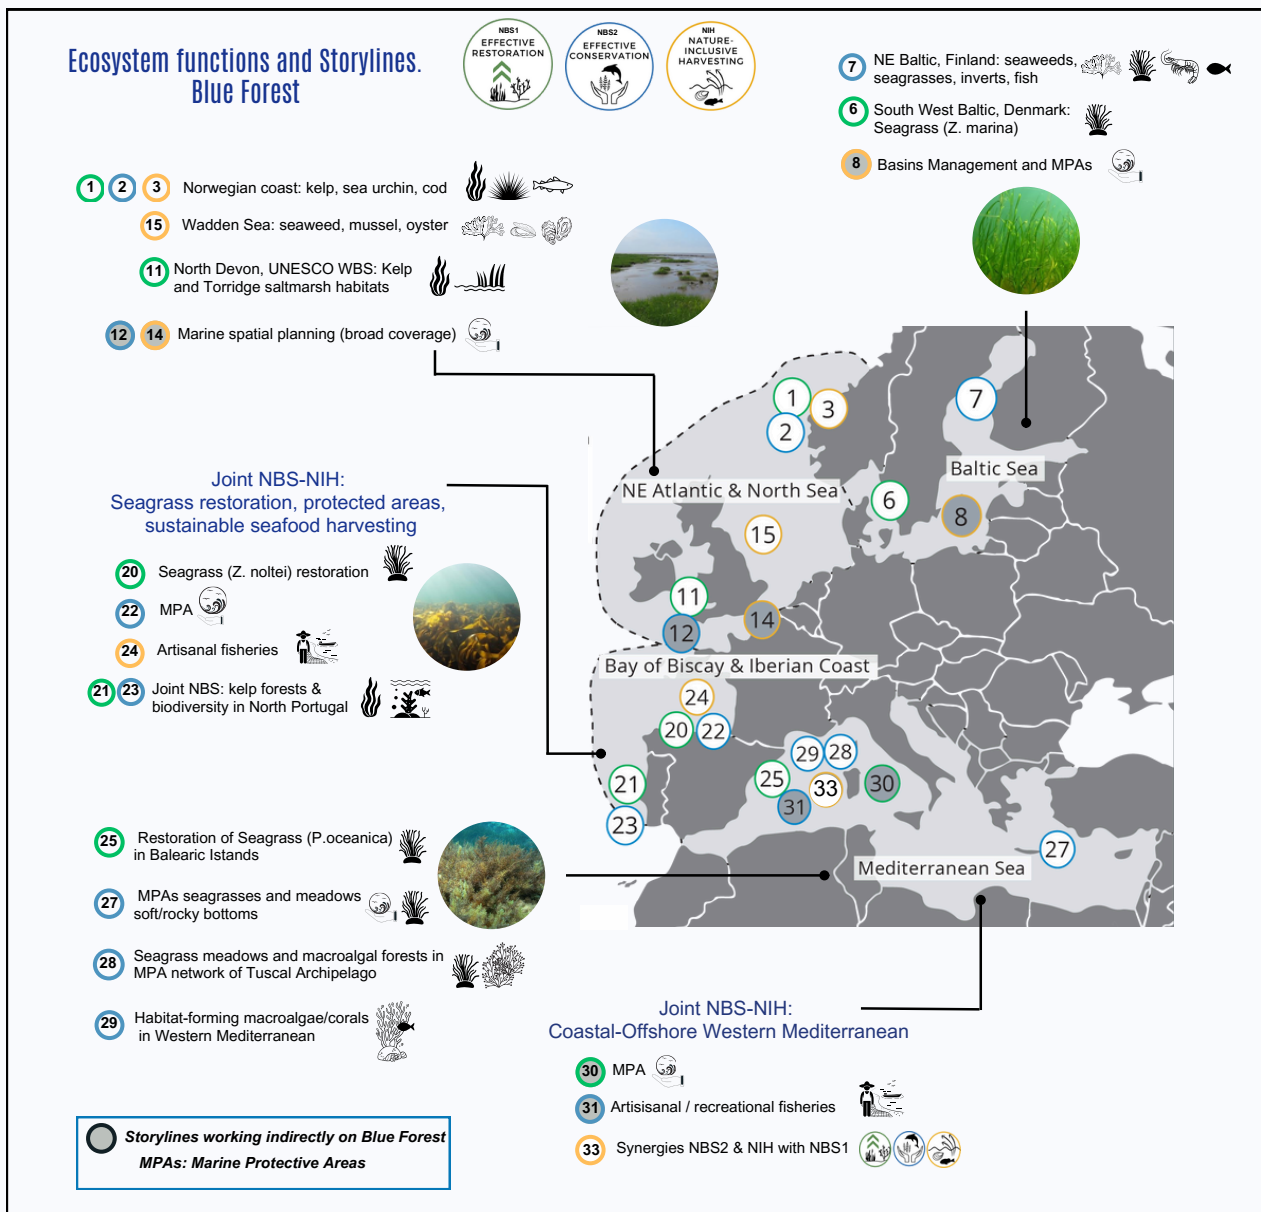 Ecosystem functions and Storylines.
Blue Forest
NBS1
EFFECTIVE
RESTORATION
NBS2
EFFECTIVE
CONSERVATION
NIH
NATURE-
INCLUSIVE
HARVESTING
7 NE Baltic, Finland: seaweeds,
seagrasses, inverts, fish
6 South West Baltic, Denmark:
Seagrass (Z. marina)
8 Basins Management and MPAs
1 2 3 Norwegian coast: kelp, sea urchin, cod
15 Wadden Sea: seaweed, mussel, oyster
11 North Devon, UNESCO WBS: Kelp
and Torridge saltmarsh habitats
12 14 Marine spatial planning (broad coverage)
Joint NBS-NIH:
Seagrass restoration, protected areas,
sustainable seafood harvesting
20 Seagrass (Z. noltei) restoration
22 MPA
24 Artisanal fisheries
21 23 Joint NBS: kelp forests &
biodiversity in North Portugal
25 Restoration of Seagrass (P.oceanica)
in Balearic Islands
27 MPAs seagrasses and meadows
soft/rocky bottoms
28 Seagrass meadows and macroalgal forests in
MPA network of Tuscal Archipelago
29 Habitat-forming macroalgae/corals
in Western Mediterranean
1
3
2
7
NE Atlantic & North Sea
Baltic Sea
6
8
15
11
12
14
Bay of Biscay & Iberian Coast
24
20
22
21
23
29
28
25
33
31
30
27
Mediterranean Sea
Joint NBS-NIH:
Coastal-Offshore Western Mediterranean
30 MPA
31 Artisisanal / recreational fisheries
33 Synergies NBS2 & NIH with NBS1
Storylines working indirectly on Blue Forest
MPAs: Marine Protective Areas